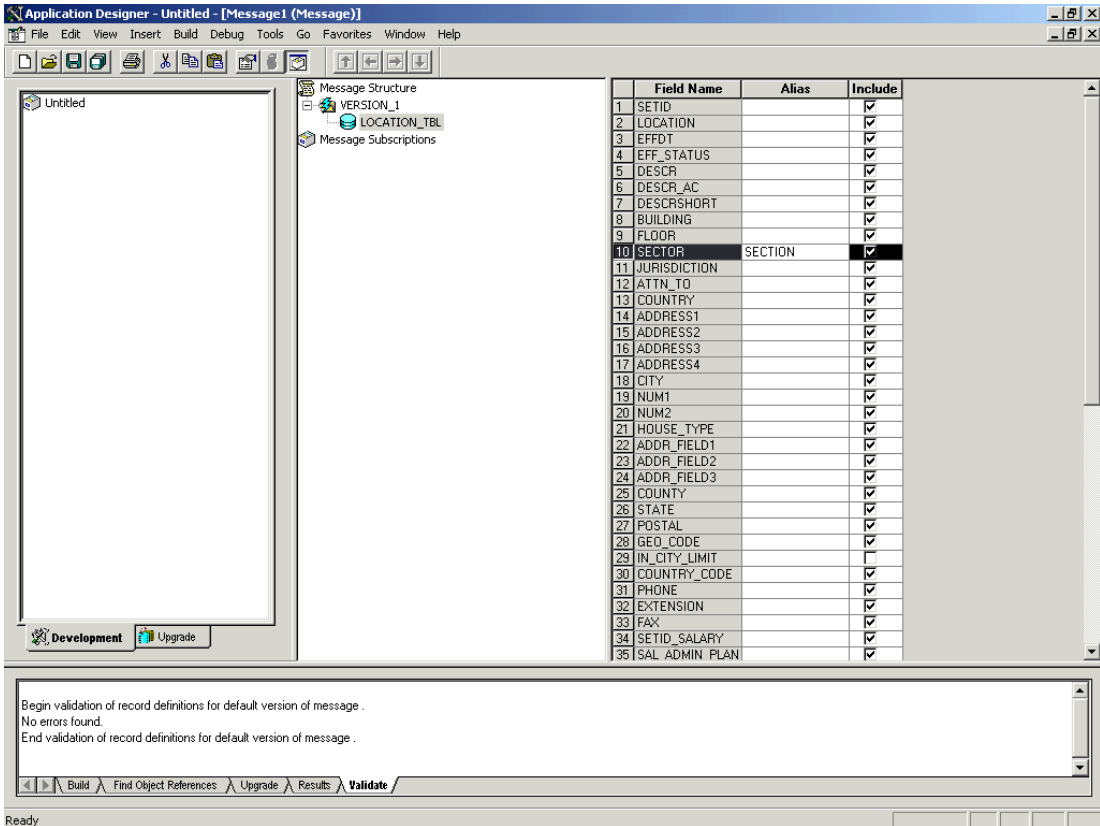 Application Designer - Untitled - [Message1 (Message)]
File Edit View Insert Build Debug Tools Go Favorites Window Help
Untitled
Development Upgrade
Message Structure
VERSION_1
LOCATION_TBL
Message Subscriptions
Field Name Alias Include
1 SETID
2 LOCATION
3 EFFDT
4 EFF_STATUS
5 DESCR
6 DESCR_AC
7 DESCRSHORT
8 BUILDING
9 FLOOR
10 SECTOR SECTION
11 JURISDICTION
12 ATTN_TO
13 COUNTRY
14 ADDRESS1
15 ADDRESS2
16 ADDRESS3
17 ADDRESS4
18 CITY
19 NUM1
20 NUM2
21 HOUSE_TYPE
22 ADDR_FIELD1
23 ADDR_FIELD2
24 ADDR_FIELD3
25 COUNTY
26 STATE
27 POSTAL
28 GEO_CODE
29 IN_CITY_LIMIT
30 COUNTRY_CODE
31 PHONE
32 EXTENSION
33 FAX
34 SETID_SALARY
35 SAL_ADMIN_PLAN
Begin validation of record definitions for default version of message .
No errors found.
End validation of record definitions for default version of message .
Build Find Object References Upgrade Results Validate
Ready